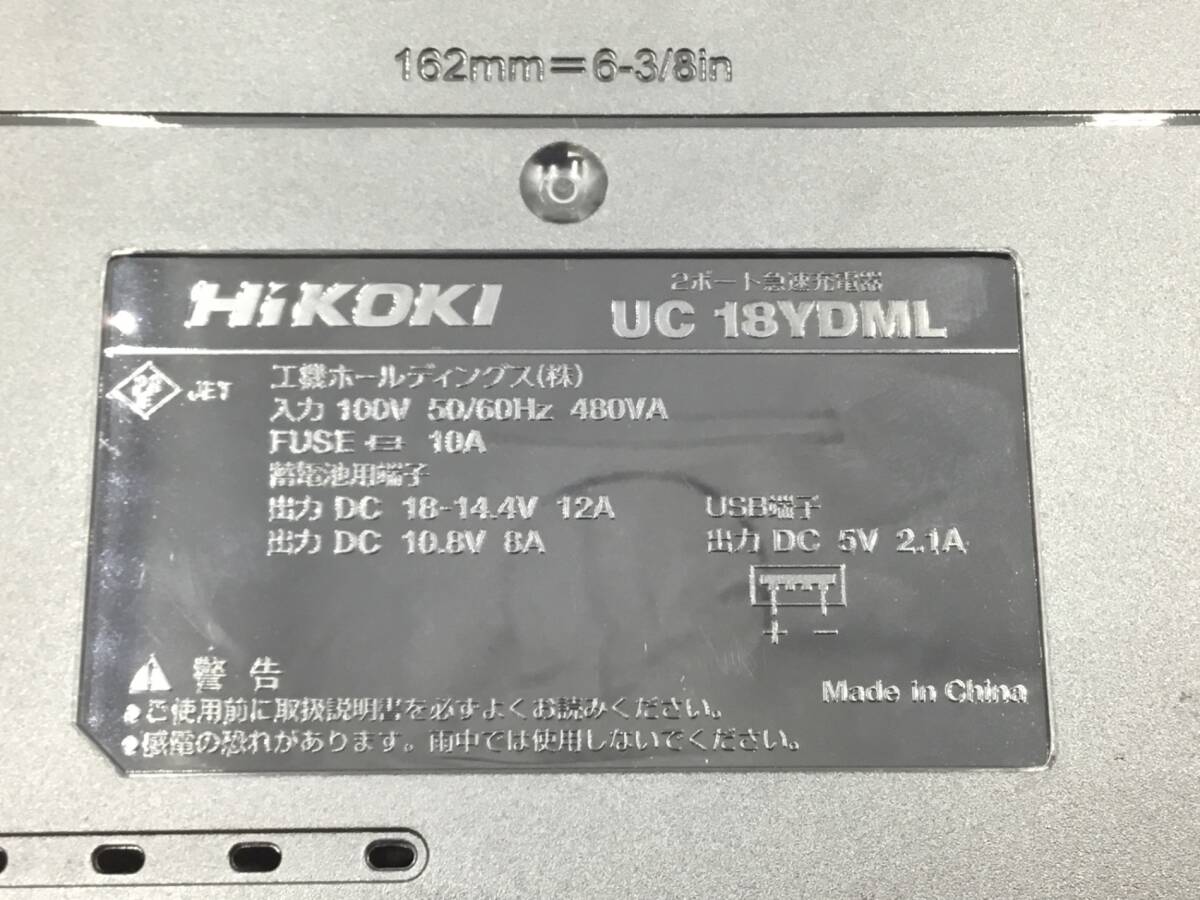 162mm=6-3/8in
HiKOKI
2ポート急速充電器
UC 18YDML
PS E JET
工機ホールディングス(株)
入力 100V 50/60Hz 480VA
FUSE 10A
蓄電池用端子
出力 DC 18-14.4V 12A
出力 DC 10.8V 8A
USB端子
出力 DC 5V 2.1A
+ −
Made in China
警告
●ご使用前に取扱説明書を必ずよくお読みください。
●感電の恐れがあります。雨中では使用しないでください。